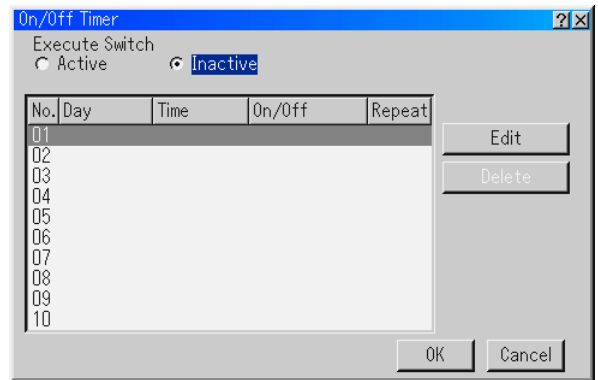 On/Off Timer ? X
Execute Switch
Active Inactive
No. Day Time On/Off Repeat
01
Edit
02
03
Delete
04
05
06
07
08
09
10
OK Cancel